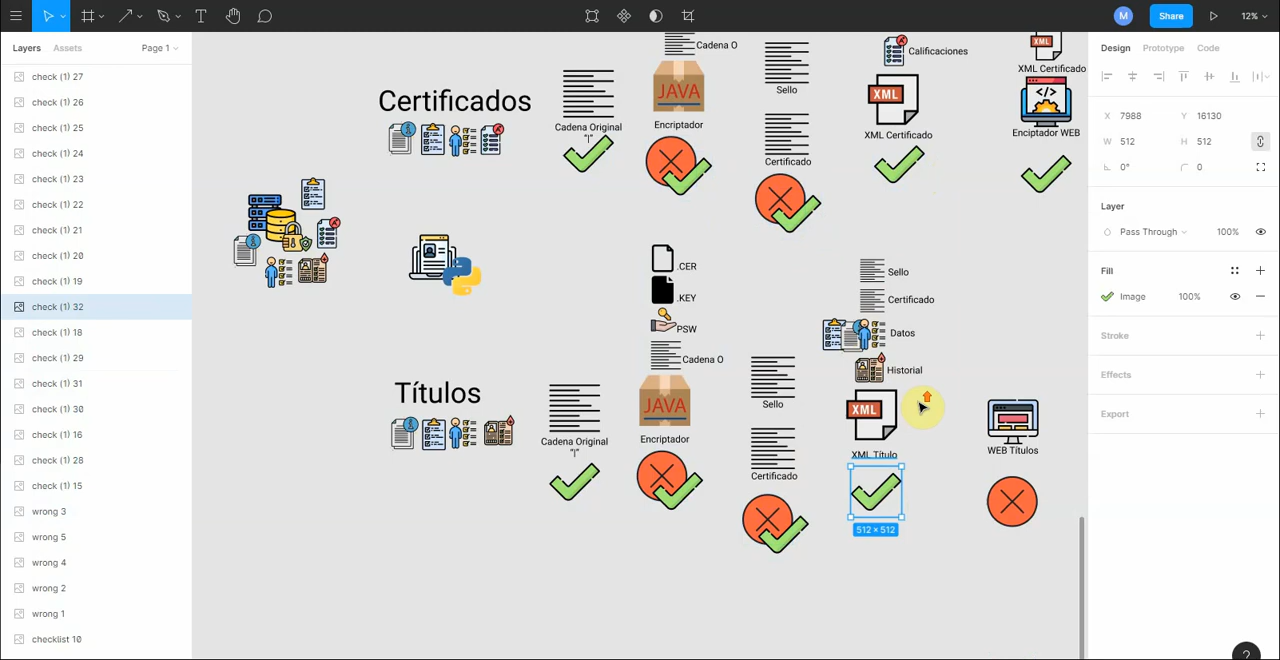 M
Share
12%
Layers
Assets
Page 1
Design
Prototype
Code
check (1) 27
check (1) 26
check (1) 25
check (1) 24
check (1) 23
check (1) 22
check (1) 21
check (1) 20
check (1) 19
check (1) 32
check (1) 18
check (1) 29
check (1) 31
check (1) 30
check (1) 16
check (1) 28
check (1) 15
wrong 3
wrong 5
wrong 4
wrong 2
wrong 1
checklist 10
Cadena O
Calificaciones
XML
XML Certificado
Certificados
Cadena Original
"|"
JAVA
Encriptador
Sello
Certificado
XML
XML Certificado
Enciptador WEB
.CER
.KEY
PSW
Cadena O
Sello
Certificado
Datos
Historial
Títulos
Cadena Original
"|"
JAVA
Encriptador
Sello
Certificado
XML
XML Título
512 × 512
WEB Títulos
X 7988
Y 16130
W 512
H 512
0°
0
Layer
Pass Through
100%
Fill
Image
100%
Stroke
Effects
Export
?